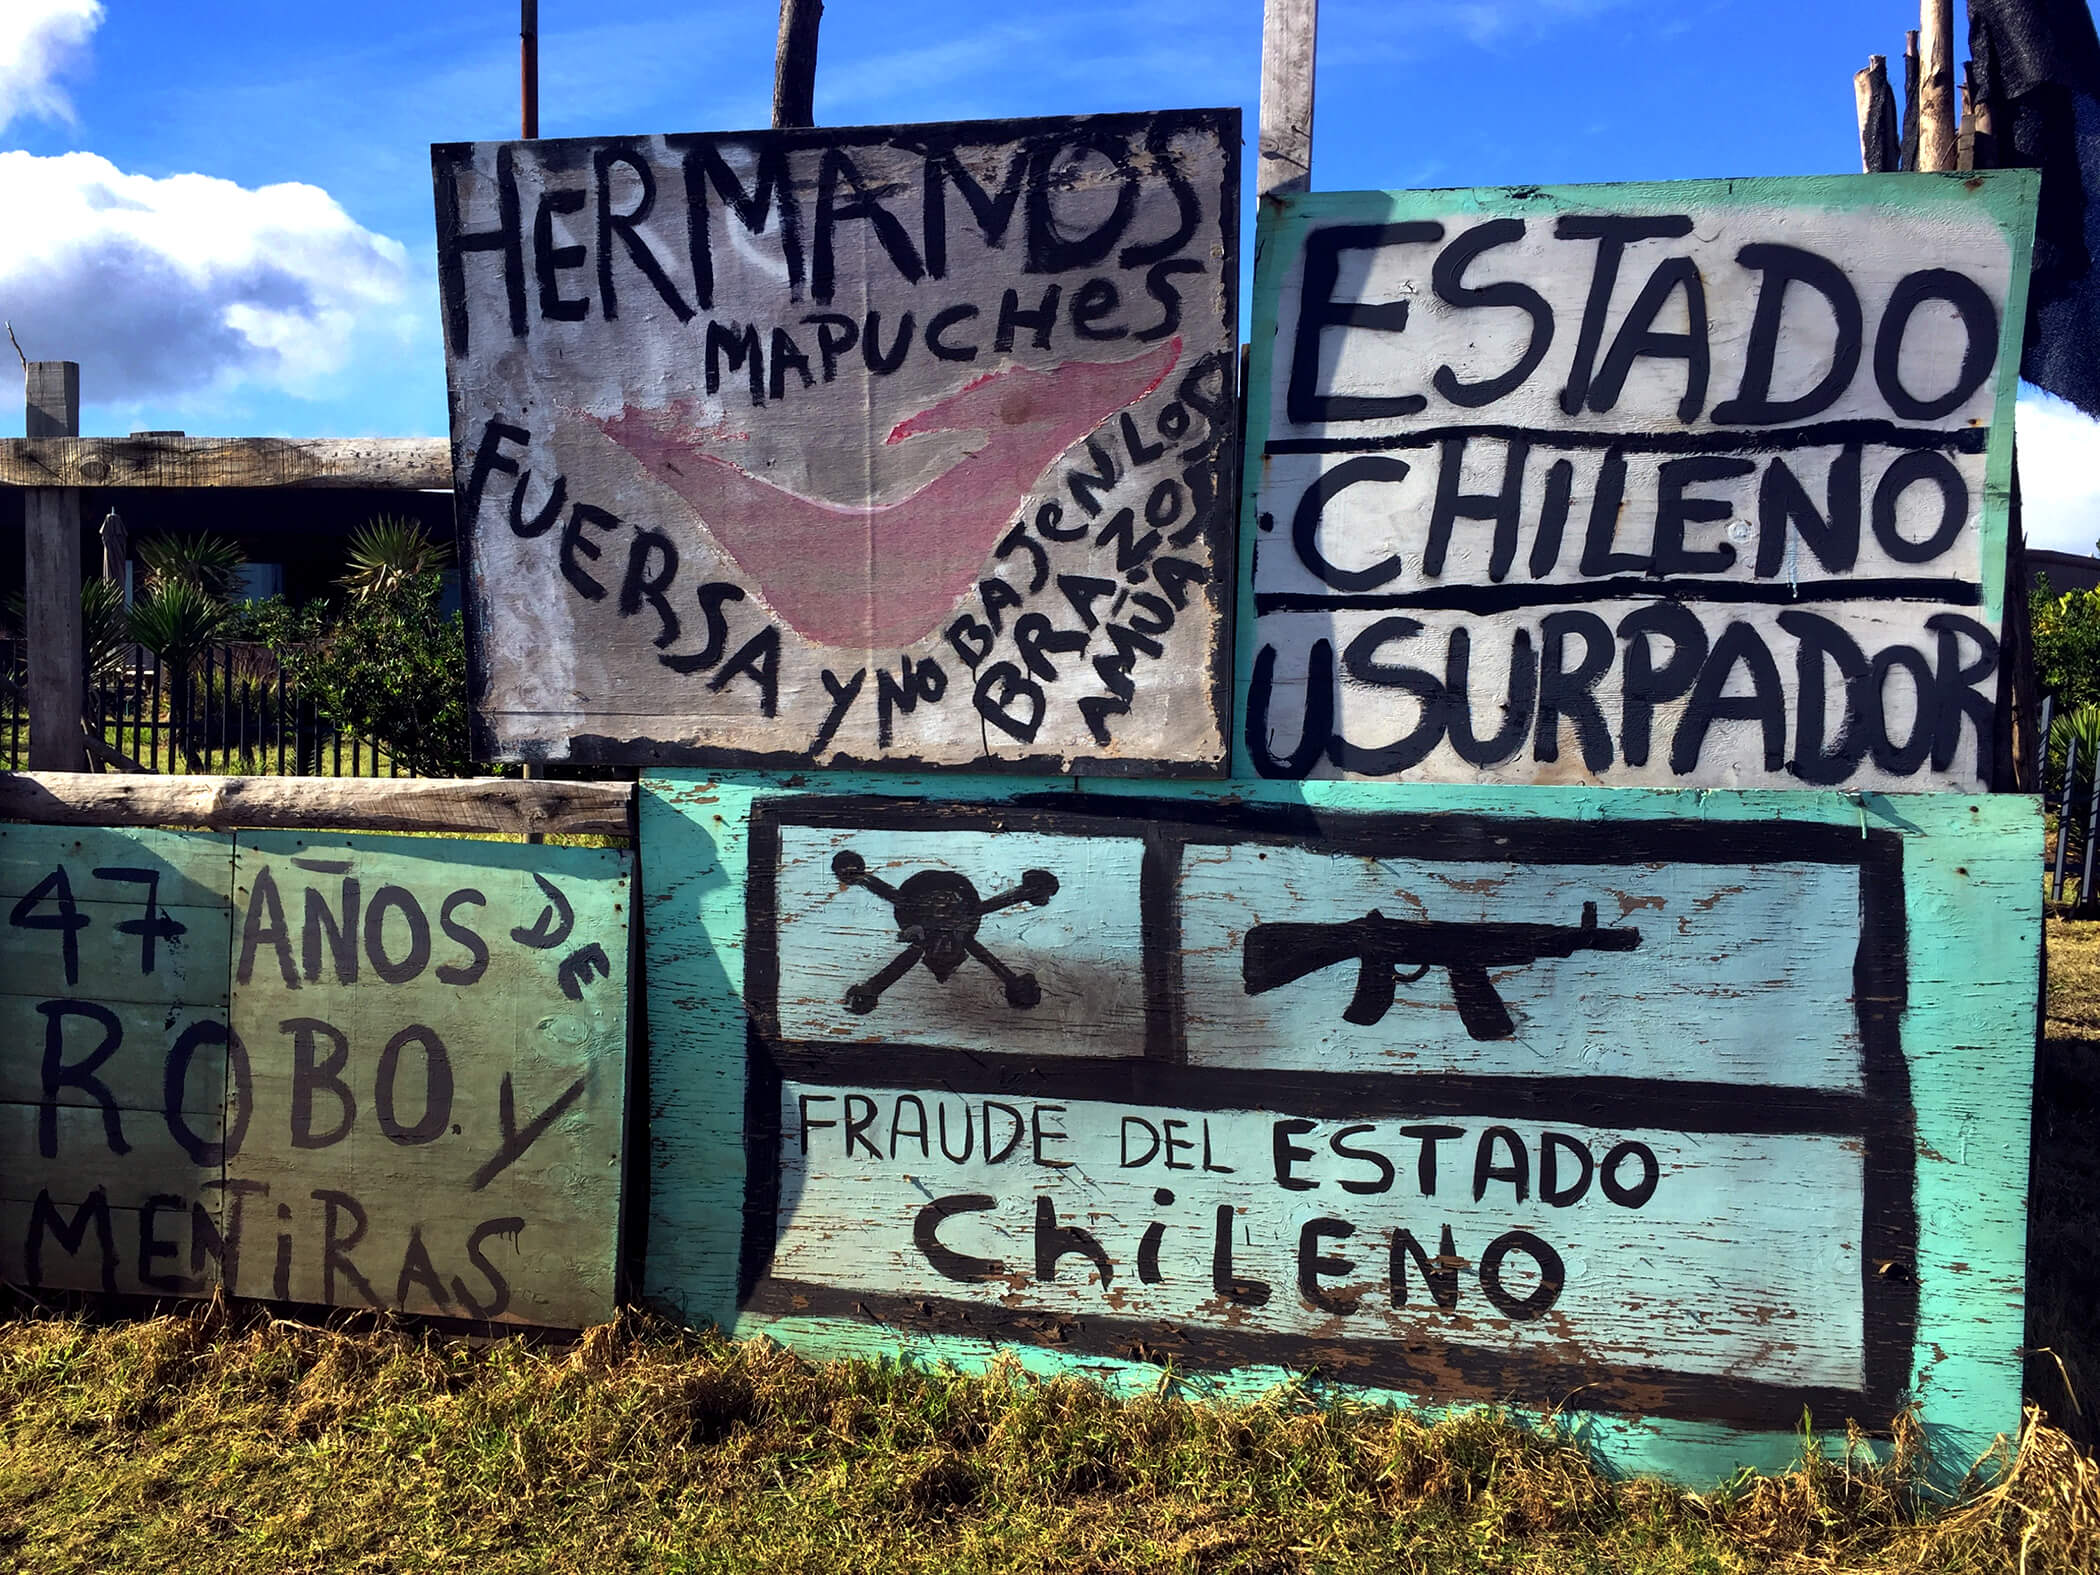 HERMANOS
MAPUCHES
FUERSA Y NO BAJEN LOS
BRAZOS
ESTADO
CHILENO
USURPADOR
47 AÑOS DE
ROBO. Y
MENTiRAS
FRAUDE DEL ESTADO
ChiLENO